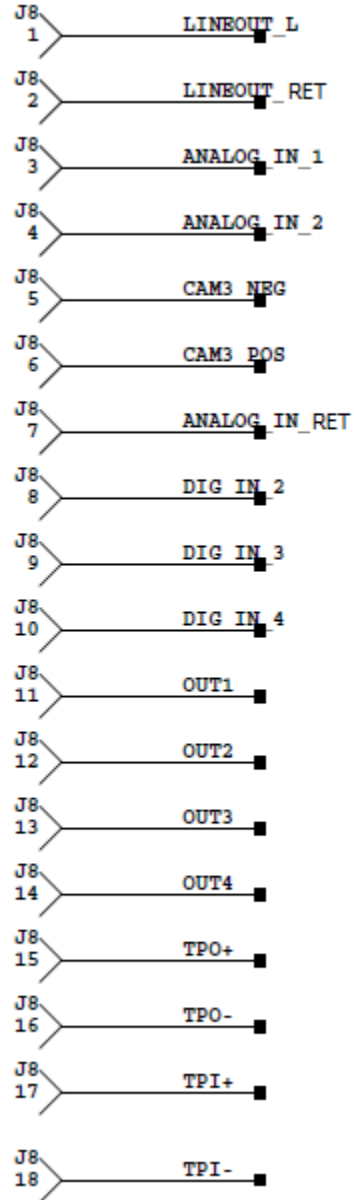 J8
1 LINEOUT_L
J8
2 LINEOUT_RET
J8
3 ANALOG_IN_1
J8
4 ANALOG_IN_2
J8
5 CAM3_NEG
J8
6 CAM3_POS
J8
7 ANALOG_IN_RET
J8
8 DIG_IN_2
J8
9 DIG_IN_3
J8
10 DIG_IN_4
J8
11 OUT1
J8
12 OUT2
J8
13 OUT3
J8
14 OUT4
J8
15 TPO+
J8
16 TPO-
J8
17 TPI+
J8
18 TPI-